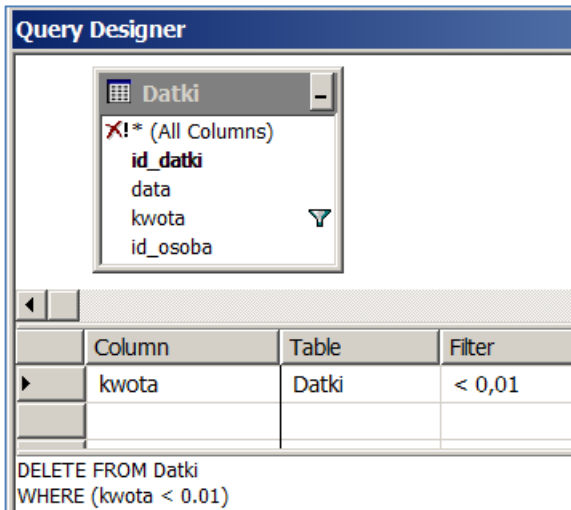 Query Designer
Datki
* (All Columns)
id_datki
data
kwota
id_osoba
Column Table Filter
kwota Datki < 0,01
DELETE FROM Datki
WHERE (kwota < 0.01)